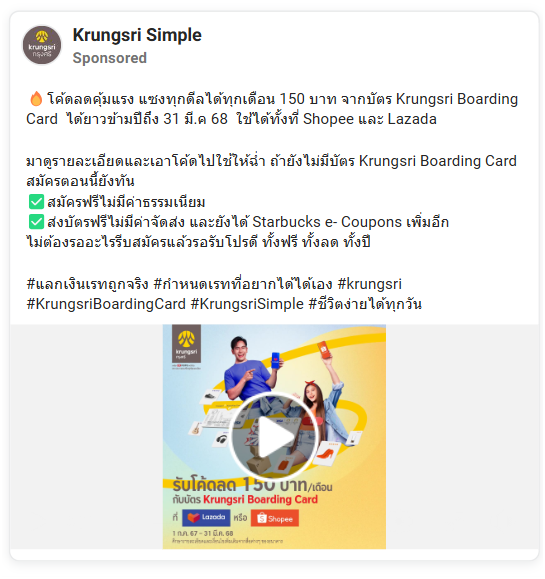 krungsri
กรุงศรี
Krungsri Simple
Sponsored
🔥โค้ดลดคุ้มแรง แซงทุกดีลได้ทุกเดือน 150 บาท จากบัตร Krungsri Boarding
Card ได้ยาวข้ามปีถึง 31 มี.ค 68 ใช้ได้ทั้งที่ Shopee และ Lazada
มาดูรายละเอียดและเอาโค้ดไปใช้ให้ฉ่ำ ถ้ายังไม่มีบัตร Krungsri Boarding Card
สมัครตอนนี้ยังทัน
✅สมัครฟรีไม่มีค่าธรรมเนียม
✅ส่งบัตรฟรีไม่มีค่าจัดส่ง และยังได้ Starbucks e- Coupons เพิ่มอีก
ไม่ต้องรออะไรรีบสมัครแล้วรอรับโปรดี ทั้งฟรี ทั้งลด ทั้งปี
#แลกเงินเรทถูกจริง #กำหนดเรทที่อยากได้ได้เอง #krungsri
#KrungsriBoardingCard #KrungsriSimple #ชีวิตง่ายได้ทุกวัน
krungsri
กรุงศรี
รับโค้ดลด 150 บาท/เดือน
กับบัตร Krungsri Boarding Card
ที่ Lazada หรือ Shopee
1 ก.ค. 67 - 31 มี.ค. 68